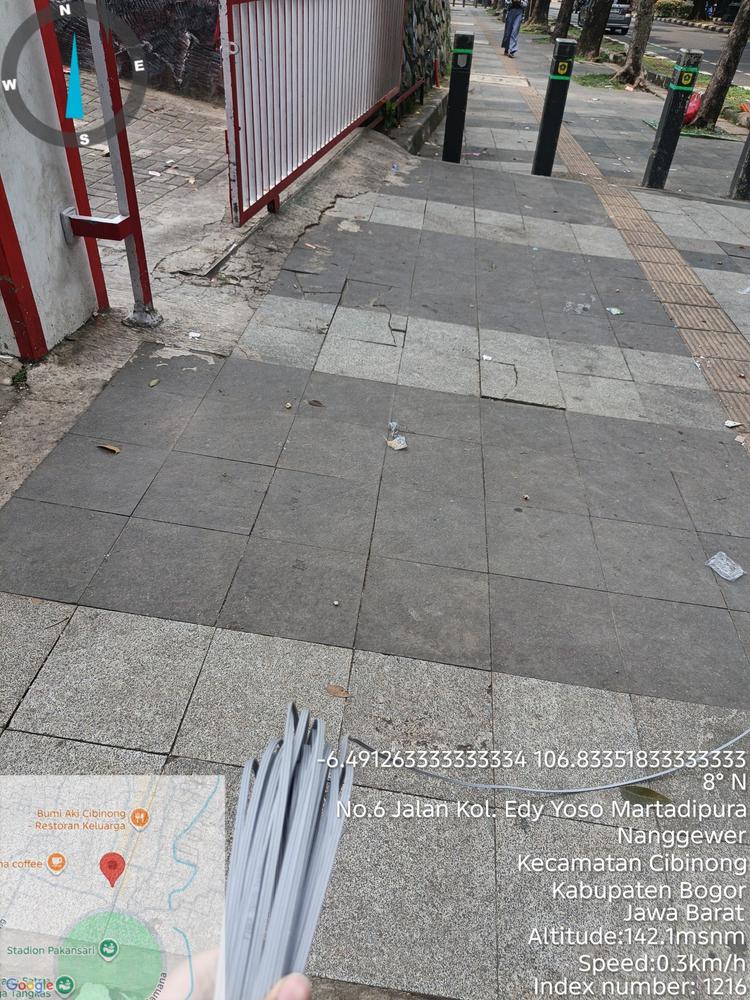 N
E
W
S
-6.491263333333334 106.83351833333333
8° N
No.6 Jalan Kol. Edy Yoso Martadipura
Nanggewer
Kecamatan Cibinong
Kabupaten Bogor
Jawa Barat
Altitude:142.1msnm
Speed:0.3km/h
Index number: 1216
Bumi Aki Cibinong
- Restoran Keluarga
na coffee
Stadion Pakansari
Google